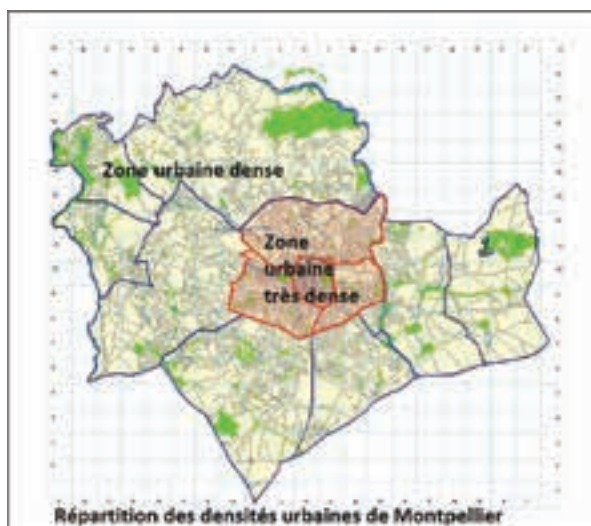 Zone urbaine dense
Zone
urbaine
très dense
Répartition des densités urbaines de Montpellier